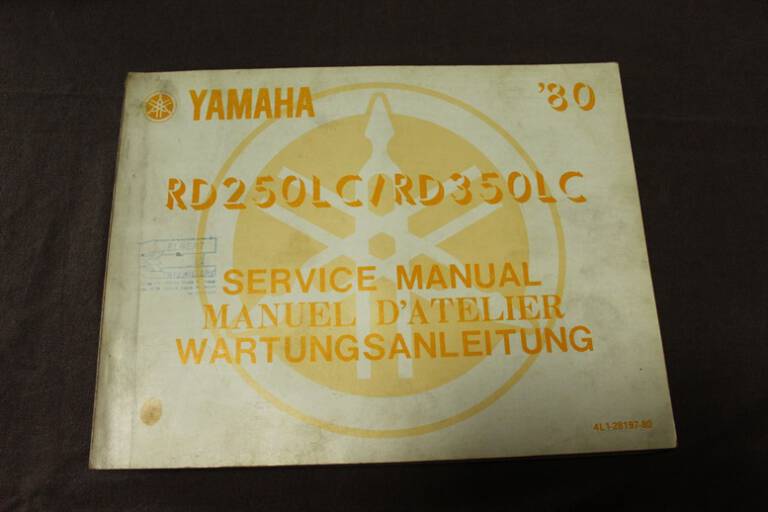 YAMAHA '80
RD250LC/RD350LC
SERVICE MANUAL
MANUEL D'ATELIER
WARTUNGSANLEITUNG
4L1-28197-80